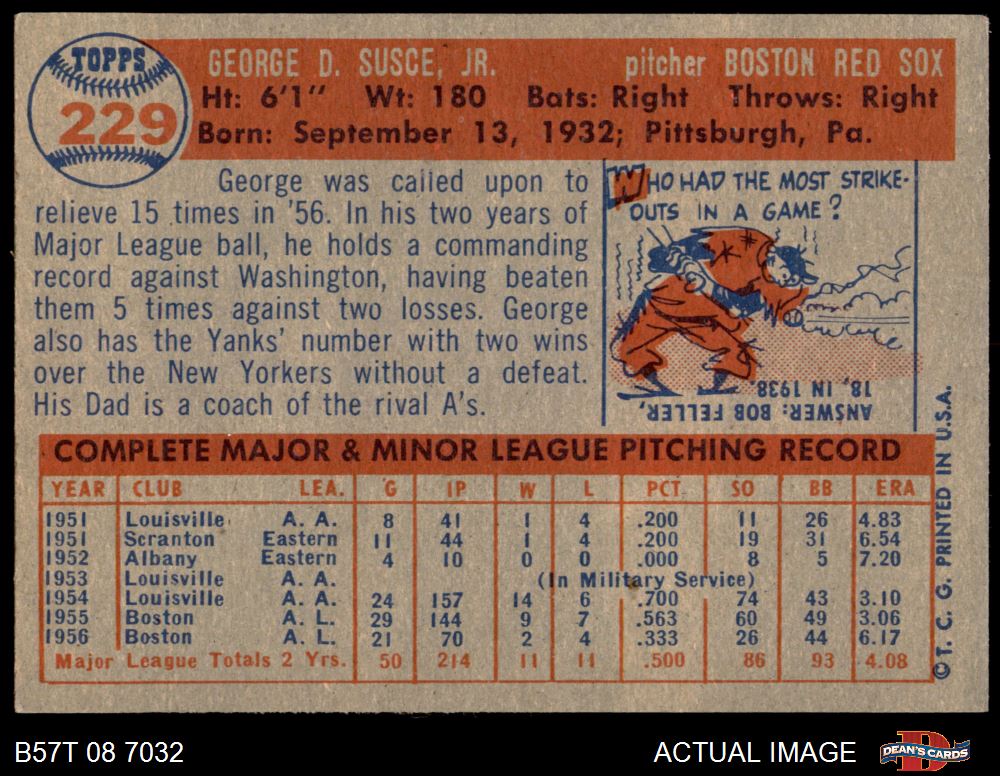 TOPPS
229
GEORGE D. SUSCE, JR. pitcher BOSTON RED SOX
Ht: 6'1" Wt: 180 Bats: Right Throws: Right
Born: September 13, 1932; Pittsburgh, Pa.
George was called upon to
relieve 15 times in '56. In his two years of
Major League ball, he holds a commanding
record against Washington, having beaten
them 5 times against two losses. George
also has the Yanks' number with two wins
over the New Yorkers without a defeat.
His Dad is a coach of the rival A's.
WHO HAD THE MOST STRIKE-
OUTS IN A GAME?
ANSWER: BOB FELLER,
18, IN 1938
COMPLETE MAJOR & MINOR LEAGUE PITCHING RECORD
YEAR CLUB LEA. G IP W L PCT SO BB ERA
1951 Louisville A. A. 8 41 1 4 .200 11 26 4.83
1951 Scranton Eastern 11 44 1 4 .200 19 31 6.54
1952 Albany Eastern 4 10 0 0 .000 8 5 7.20
1953 Louisville A. A. (In Military Service)
1954 Louisville A. A. 24 157 14 6 .700 74 43 3.10
1955 Boston A. L. 29 144 9 7 .563 60 49 3.06
1956 Boston A. L. 21 70 2 4 .333 26 44 6.17
Major League Totals 2 Yrs. 50 214 11 11 .500 86 93 4.08
© T. C. G. PRINTED IN U.S.A.
B57T 08 7032 ACTUAL IMAGE
D
DEAN'S CARDS